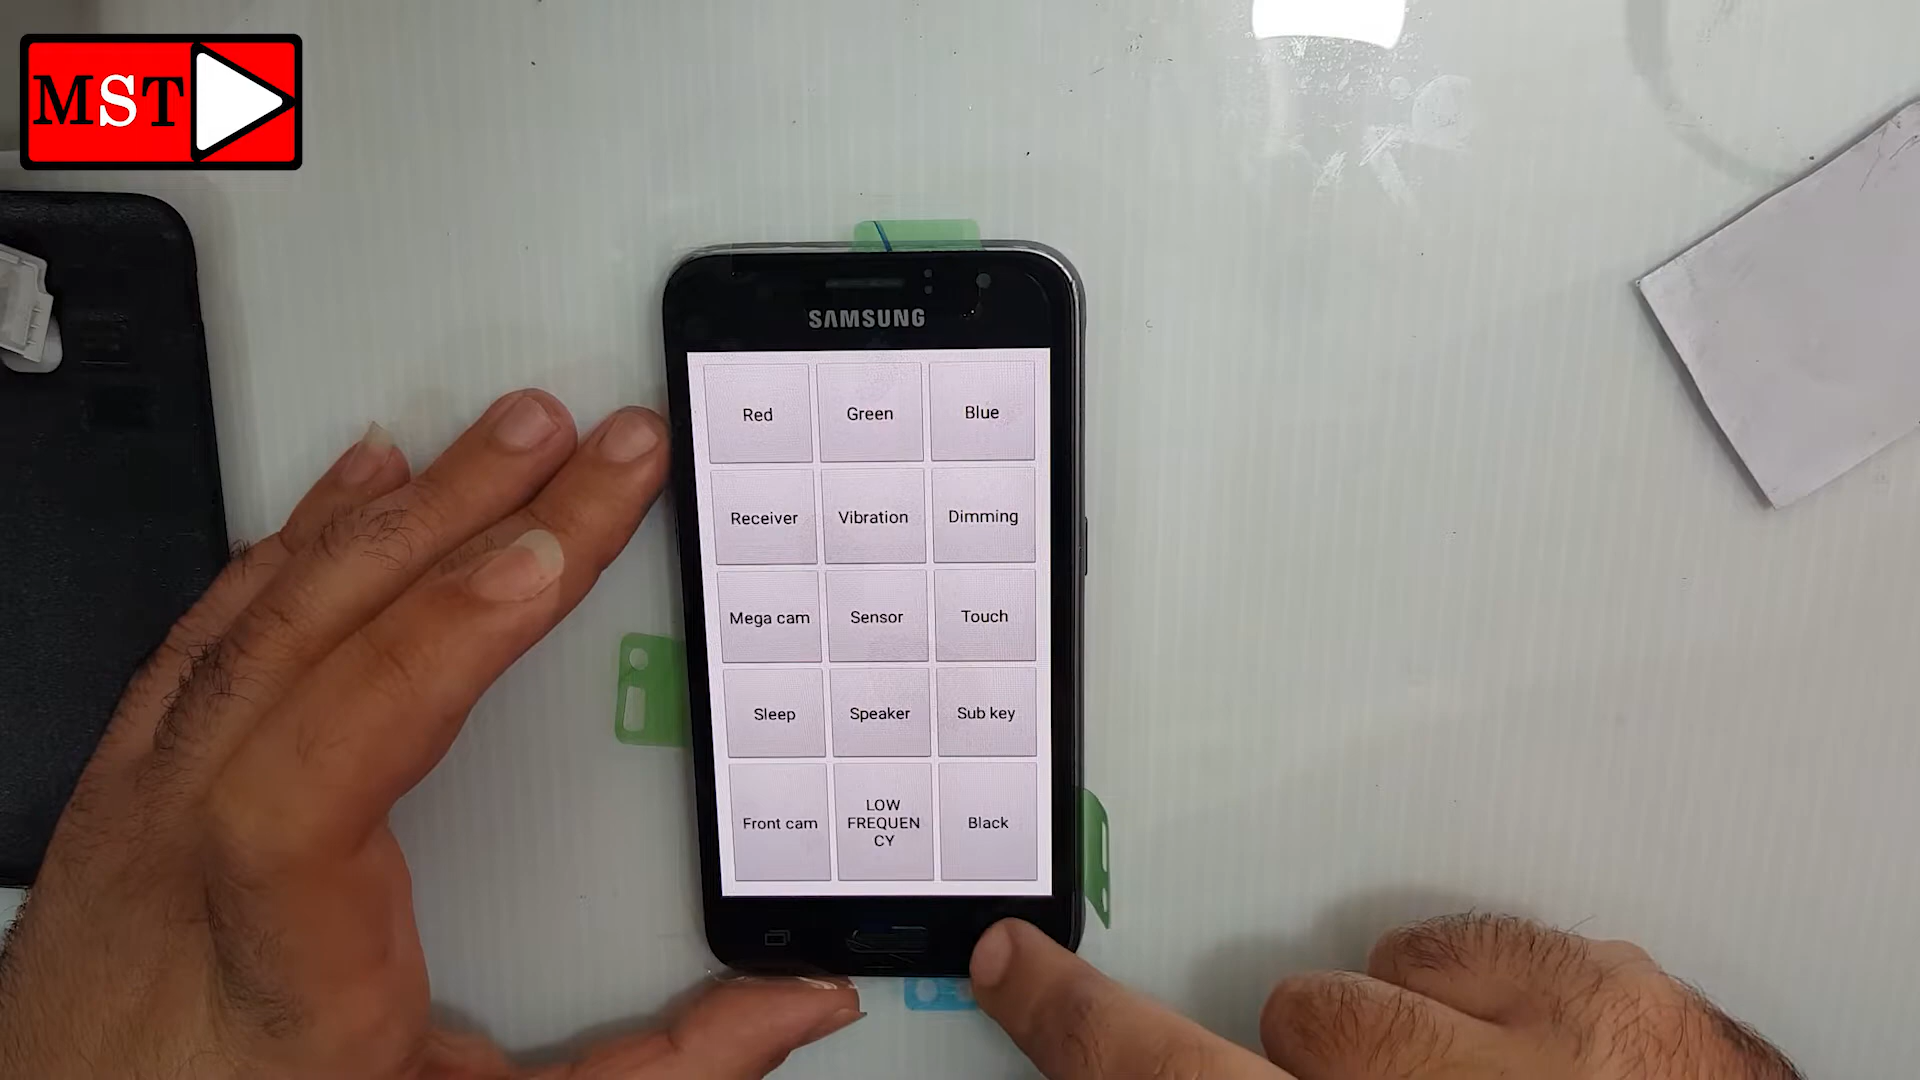 MST
SAMSUNG
Red Green Blue
Receiver Vibration Dimming
Mega cam Sensor Touch
Sleep Speaker Sub key
Front cam
LOW
FREQUEN
CY
Black